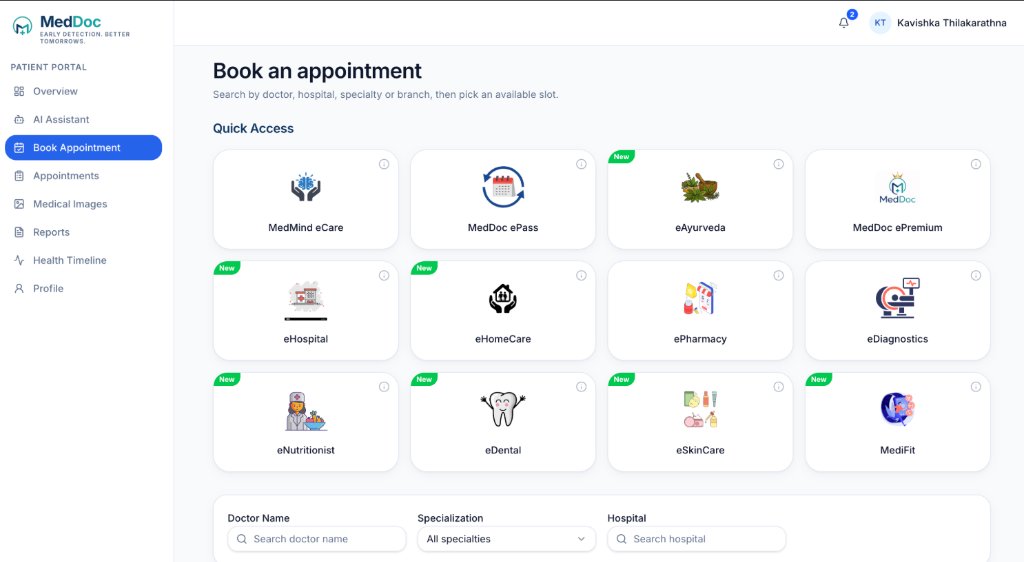 MedDoc
EARLY DETECTION. BETTER
TOMORROWS.
2
KT
Kavishka Thilakarathna
PATIENT PORTAL
Overview
AI Assistant
Book Appointment
Appointments
Medical Images
Reports
Health Timeline
Profile
Book an appointment
Search by doctor, hospital, specialty or branch, then pick an available slot.
Quick Access
MedMind eCare
MedDoc ePass
New
eAyurveda
MedDoc
MedDoc ePremium
New
eHospital
New
eHomeCare
ePharmacy
eDiagnostics
New
eNutritionist
New
eDental
New
eSkinCare
New
MediFit
Doctor Name
Search doctor name
Specialization
All specialties
Hospital
Search hospital